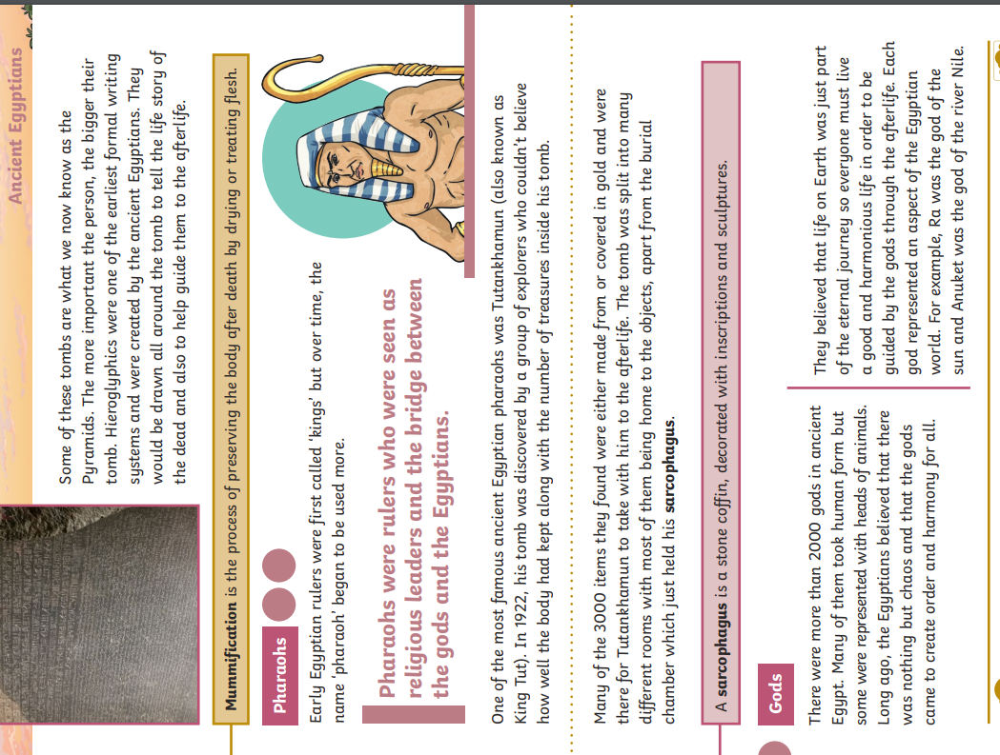 Ancient Egyptians
Some of these tombs are what we now know as the
Pyramids. The more important the person, the bigger their
tomb. Hieroglyphics were one of the earliest formal writing
systems and were created by the ancient Egyptians. They
would be drawn all around the tomb to tell the life story of
the dead and also to help guide them to the afterlife.
Mummification is the process of preserving the body after death by drying or treating flesh.
Pharaohs
Early Egyptian rulers were first called ‘kings’ but over time, the
name ‘pharaoh’ began to be used more.
Pharaohs were rulers who were seen as
religious leaders and the bridge between
the gods and the Egyptians.
One of the most famous ancient Egyptian pharaohs was Tutankhamun (also known as
King Tut). In 1922, his tomb was discovered by a group of explorers who couldn’t believe
how well the body had kept along with the number of treasures inside his tomb.
Many of the 3000 items they found were either made from or covered in gold and were
there for Tutankhamun to take with him to the afterlife. The tomb was split into many
different rooms with most of them being home to the objects, apart from the burial
chamber which just held his sarcophagus.
A sarcophagus is a stone coffin, decorated with inscriptions and sculptures.
Gods
There were more than 2000 gods in ancient
Egypt. Many of them took human form but
some were represented with heads of animals.
Long ago, the Egyptians believed that there
was nothing but chaos and that the gods
came to create order and harmony for all.
They believed that life on Earth was just part
of the eternal journey so everyone must live
a good and harmonious life in order to be
guided by the gods through the afterlife. Each
god represented an aspect of the Egyptian
world. For example, Ra was the god of the
sun and Anuket was the god of the river Nile.